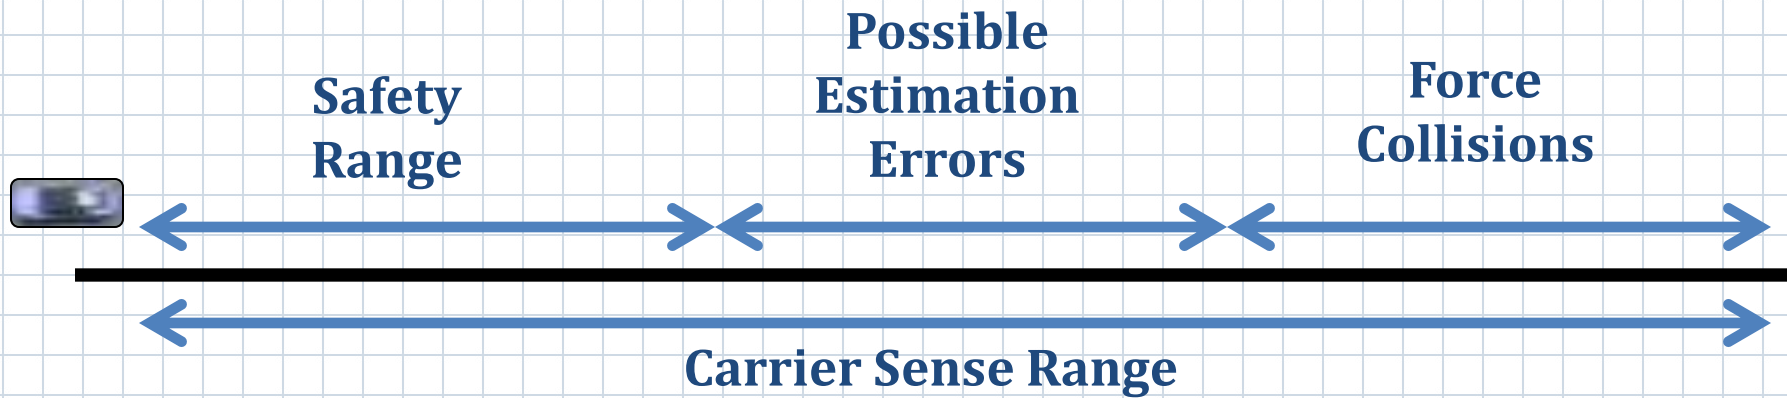 Safety
Range
Possible
Estimation
Errors
Force
Collisions
Carrier Sense Range